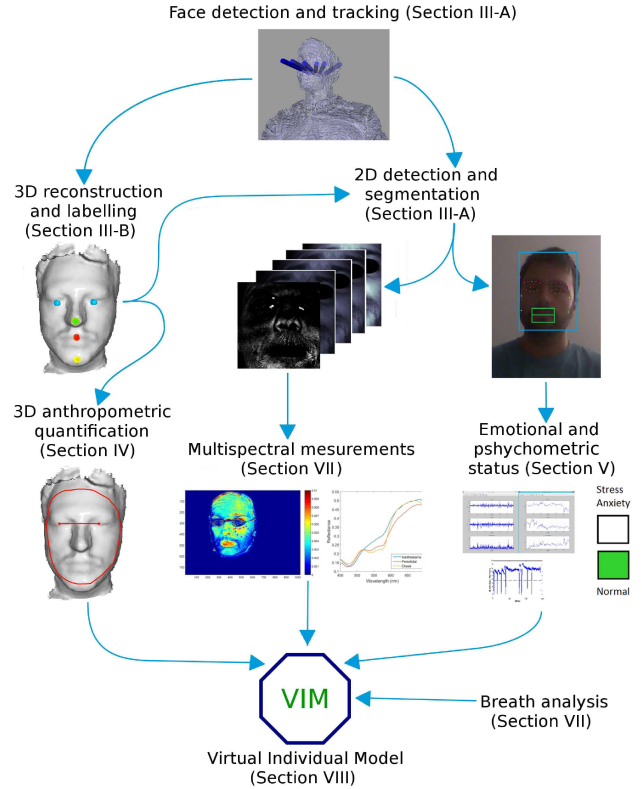 Face detection and tracking (Section III-A)
3D reconstruction
and labelling
(Section III-B)
2D detection and
segmentation
(Section III-A)
3D anthropometric
quantification
(Section IV)
Multispectral mesurements
(Section VII)
Emotional and
pshychometric
status (Section V)
Stress
Anxiety
Normal
Reflectance
Wavelength (nm)
VIM
Breath analysis
(Section VII)
Virtual Individual Model
(Section VIII)